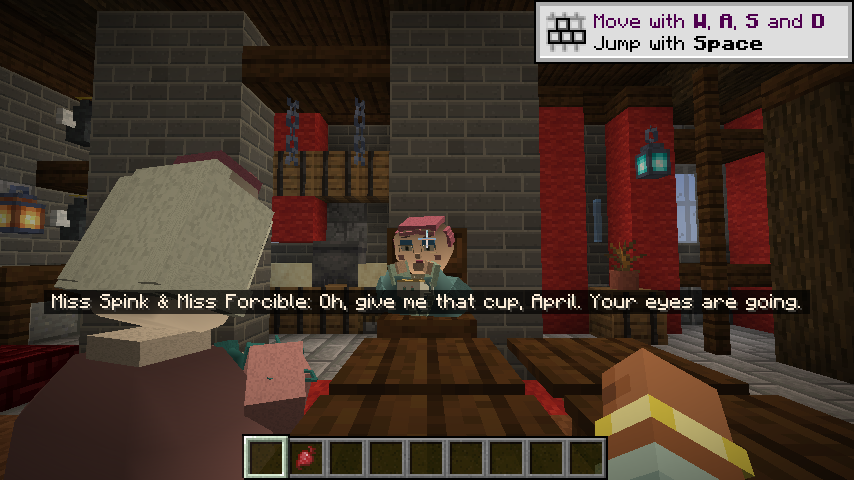 Move with W, A, S and D
Jump with Space
Miss Spink & Miss Forcible: Oh, give me that cup, April. Your eyes are going.